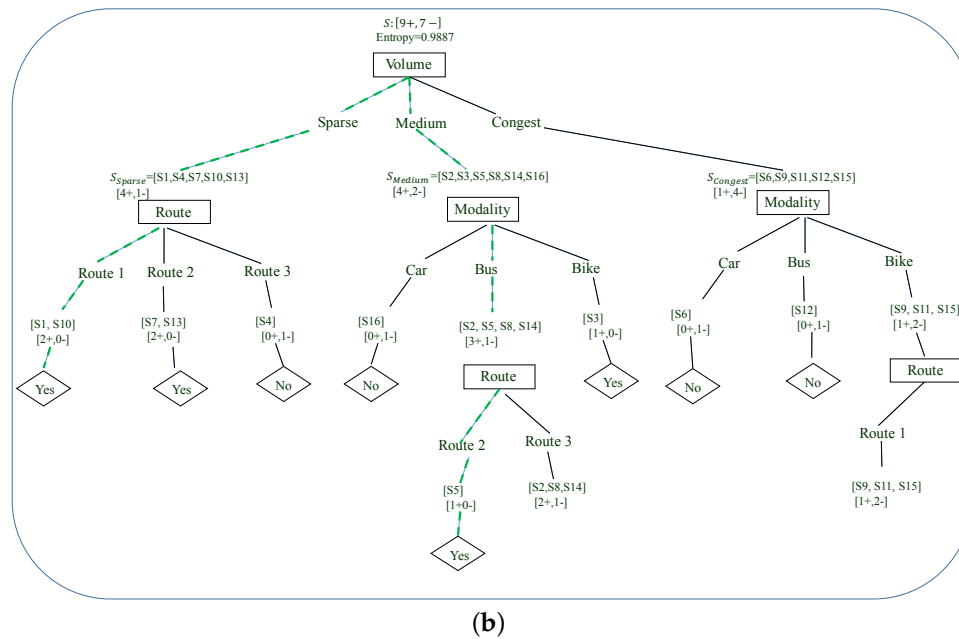 S:[9+,7 −]
Entropy=0.9887
Volume
Sparse
Medium
Congest
S_Sparse=[S1,S4,S7,S10,S13]
[4+,1-]
S_Medium=[S2,S3,S5,S8,S14,S16]
[4+,2-]
S_Congest=[S6,S9,S11,S12,S15]
[1+,4-]
Route
Modality
Modality
Route 1
Route 2
Route 3
Car
Bus
Bike
Car
Bus
Bike
[S1, S10]
[2+,0-]
[S7, S13]
[2+,0-]
[S4]
[0+,1-]
[S16]
[0+,1-]
[S2, S5, S8, S14]
[3+,1-]
[S3]
[1+,0-]
[S6]
[0+,1-]
[S12]
[0+,1-]
[S9, S11, S15]
[1+,2-]
Yes
Yes
No
No
Route
Yes
No
No
Route
Route 2
Route 3
Route 1
[S5]
[1+0-]
[S2,S8,S14]
[2+,1-]
[S9, S11, S15]
[1+,2-]
Yes
(b)